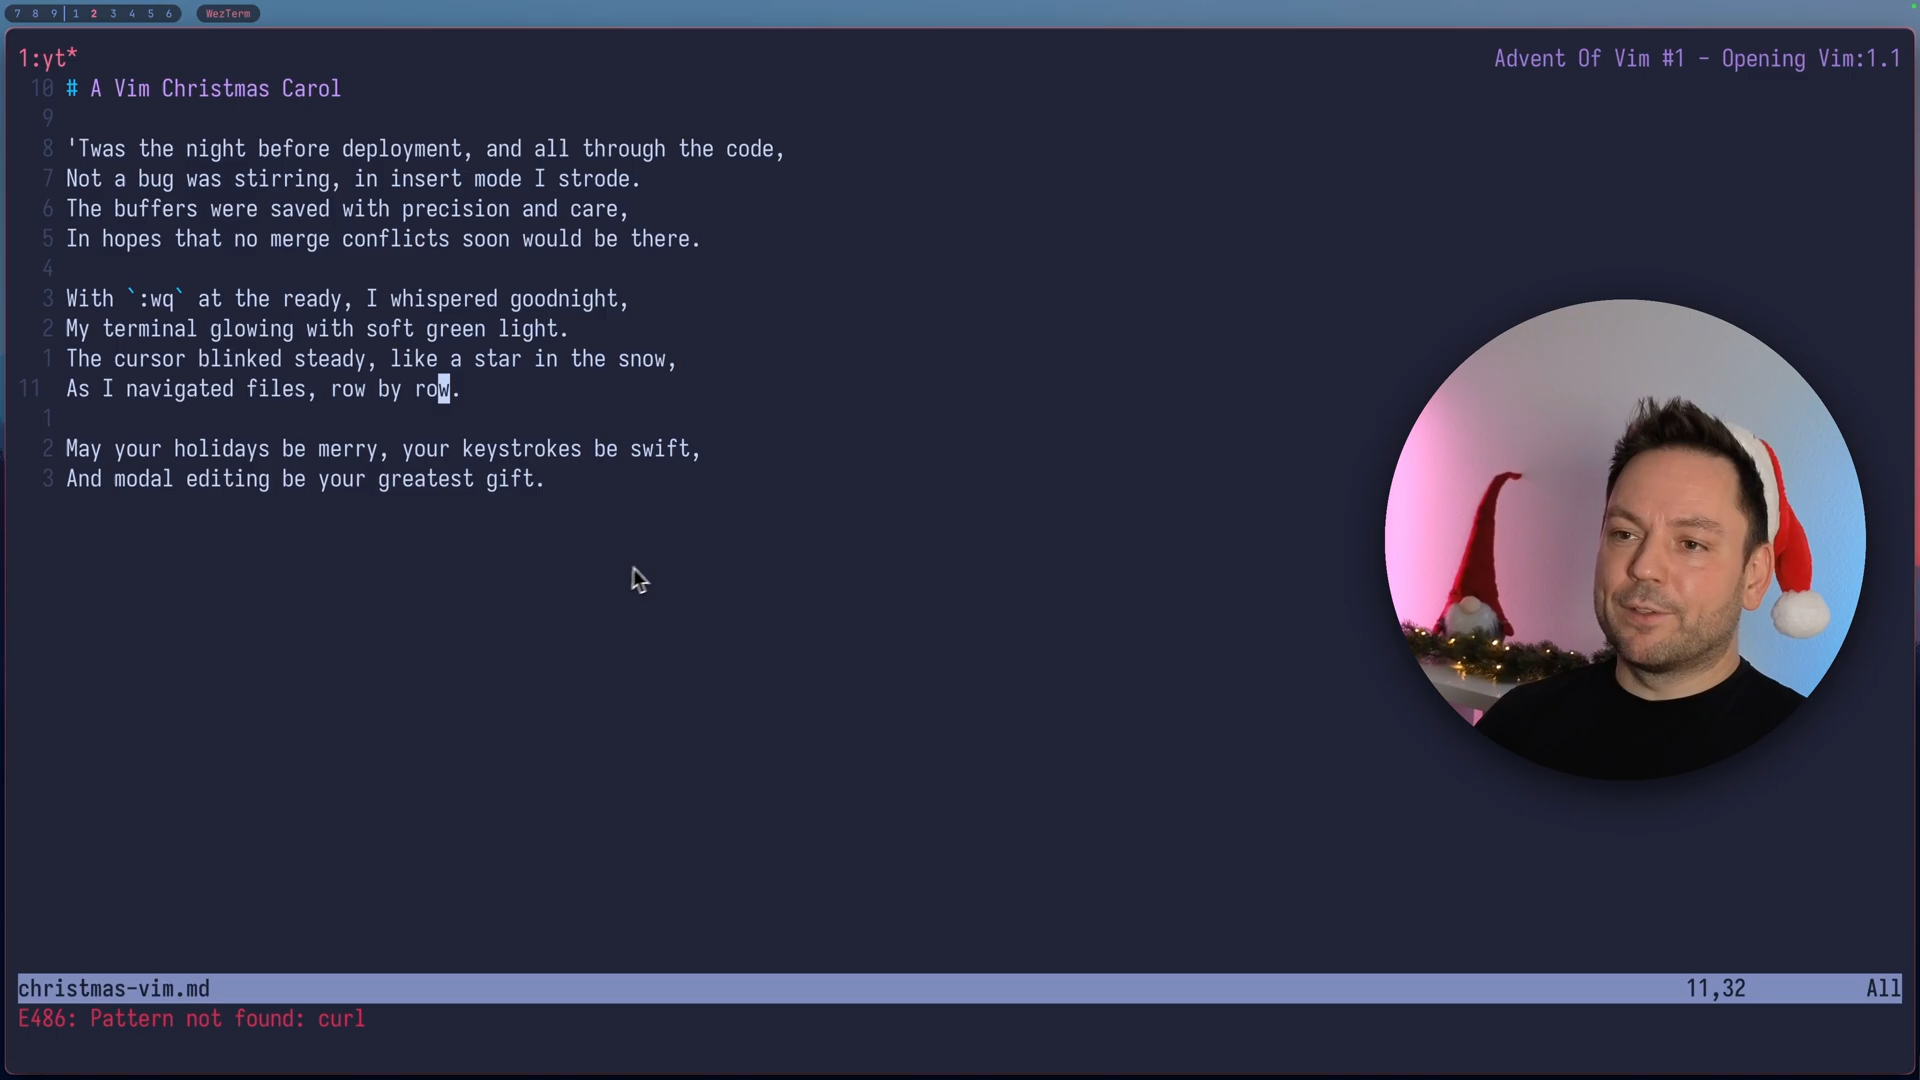 7 8 9 1 2 3 4 5 6 WezTerm
1:yt* Advent Of Vim #1 - Opening Vim:1.1
10 # A Vim Christmas Carol
9
8 'Twas the night before deployment, and all through the code,
7 Not a bug was stirring, in insert mode I strode.
6 The buffers were saved with precision and care,
5 In hopes that no merge conflicts soon would be there.
4
3 With `:wq` at the ready, I whispered goodnight,
2 My terminal glowing with soft green light.
1 The cursor blinked steady, like a star in the snow,
11 As I navigated files, row by row.
1
2 May your holidays be merry, your keystrokes be swift,
3 And modal editing be your greatest gift.
christmas-vim.md 11,32 All
E486: Pattern not found: curl